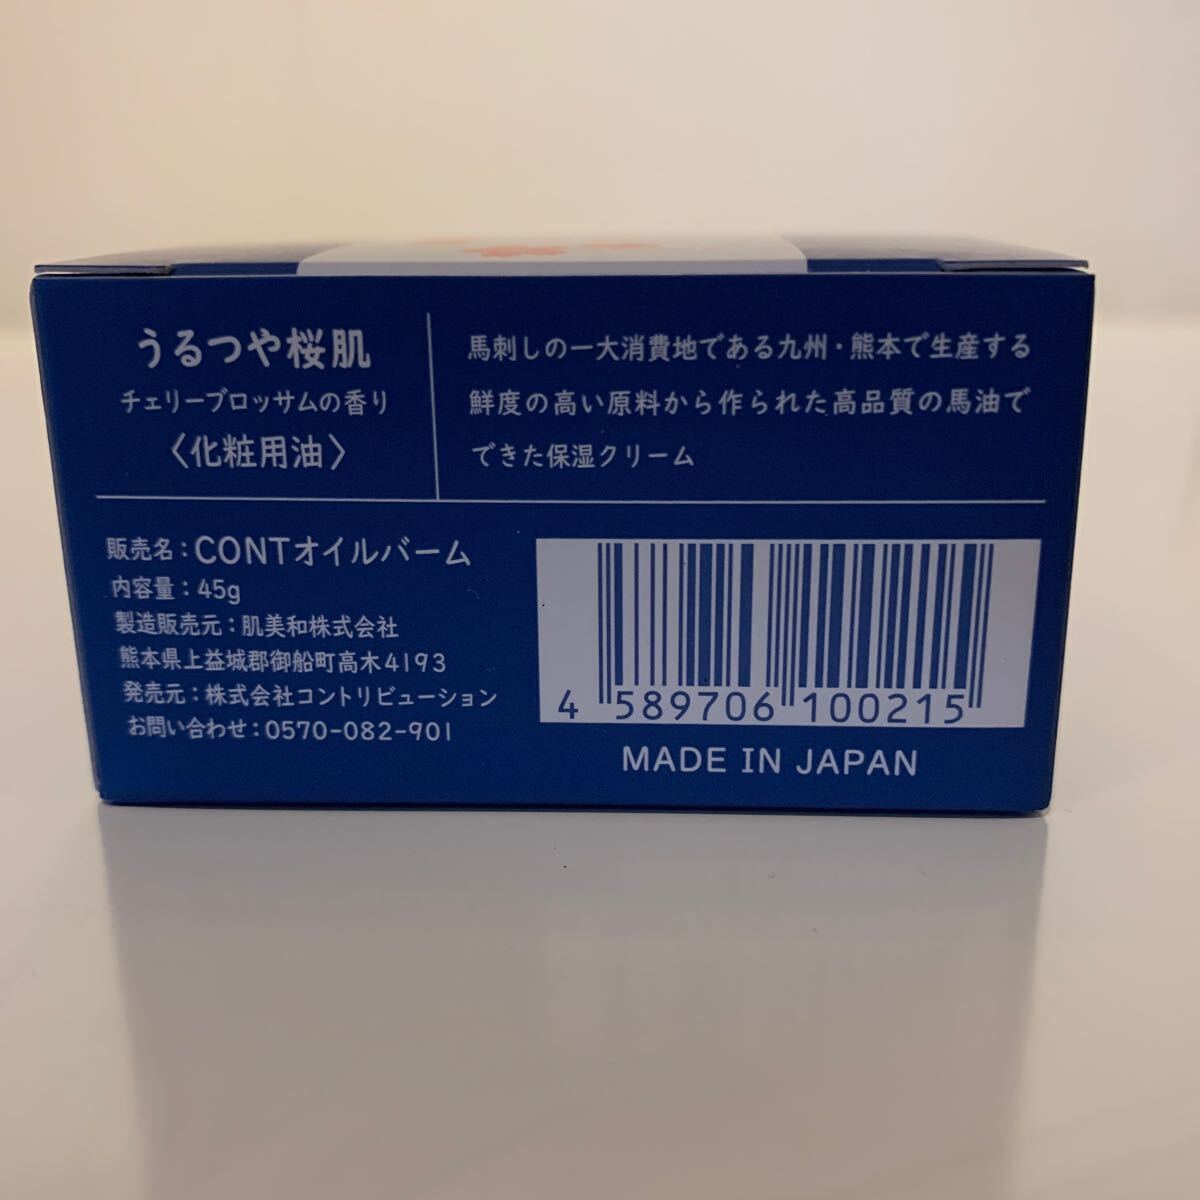 うるつや桜肌
チェリーブロッサムの香り
〈化粧用油〉
馬刺しの一大消費地である九州・熊本で生産する
鮮度の高い原料から作られた高品質の馬油で
できた保湿クリーム
販売名:CONTオイルバーム
内容量:45g
製造販売元:肌美和株式会社
熊本県上益城郡御船町高木4193
発売元:株式会社コントリビューション
お問い合わせ:0570-082-901
4 589706 100215
MADE IN JAPAN